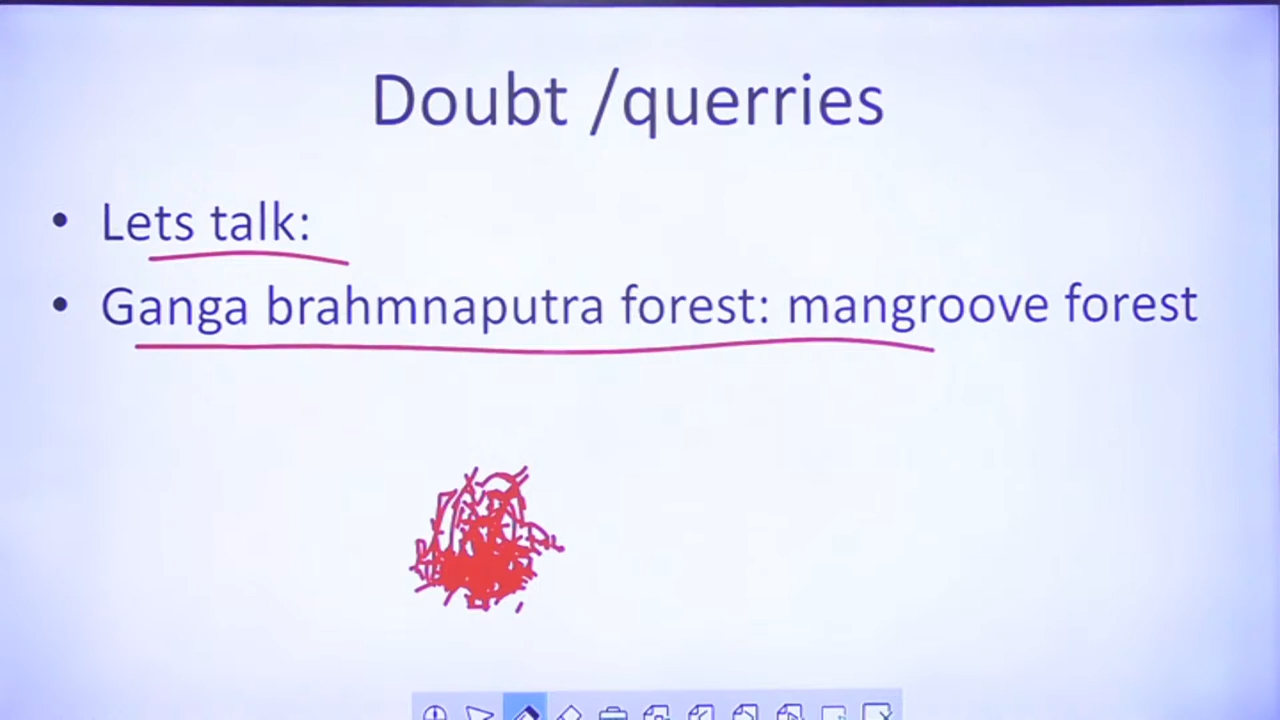 Doubt /querries
• Lets talk:
• Ganga brahmnaputra forest: mangroove forest